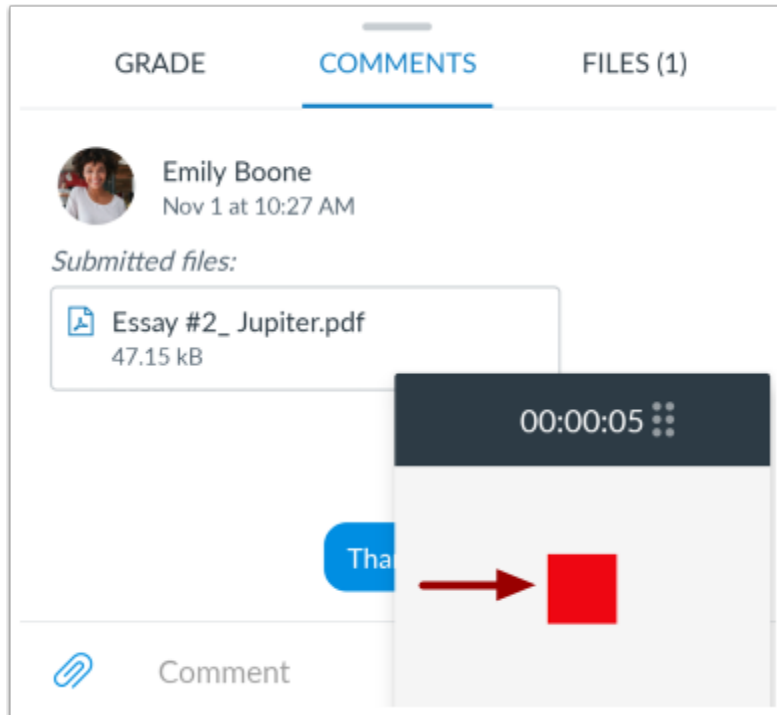 GRADE COMMENTS FILES (1)
Emily Boone
Nov 1 at 10:27 AM
Submitted files:
Essay #2_ Jupiter.pdf
47.15 kB
00:00:05
Comment